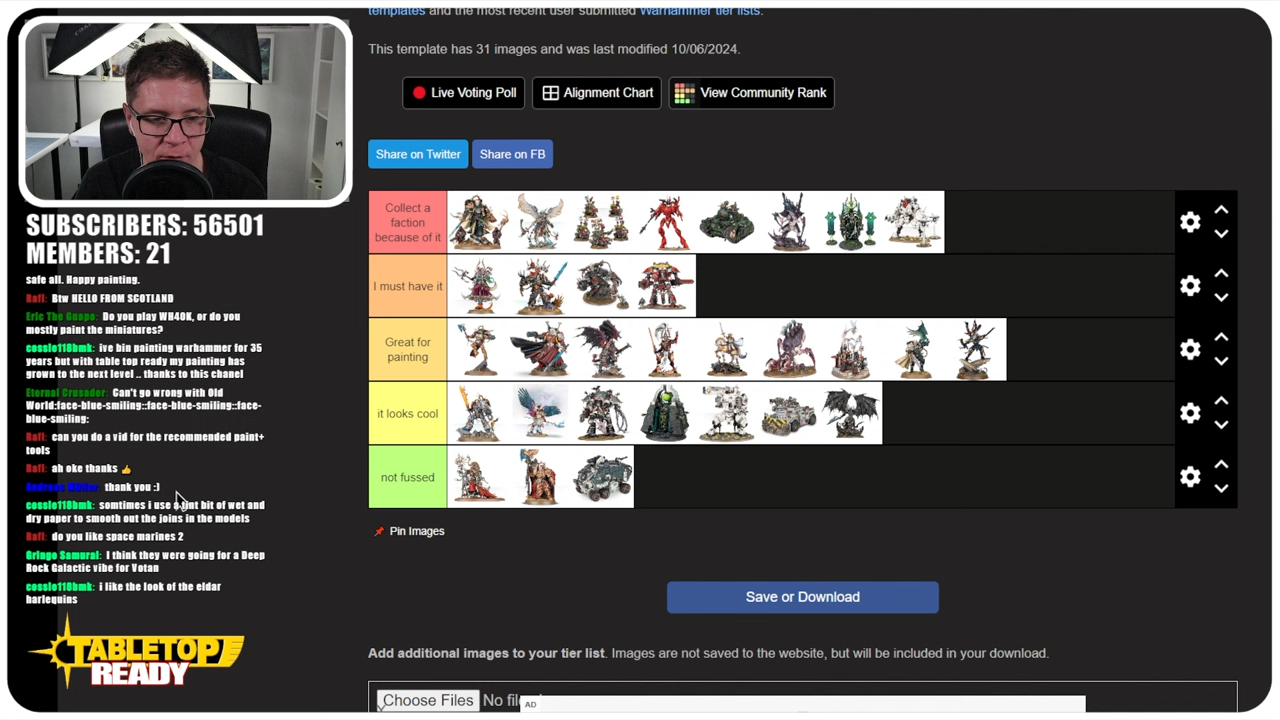 templates and the most recent user submitted Warhammer tier lists.
This template has 31 images and was last modified 10/06/2024.
Live Voting Poll
Alignment Chart
View Community Rank
Share on Twitter
Share on FB
SUBSCRIBERS: 56501
MEMBERS: 21
safe all. Happy painting.
Rafi: Btw HELLO FROM SCOTLAND
Eric The Guapo: Do you play WH40K, or do you
mostly paint the miniatures?
cossie118bmk: ive bin painting warhammer for 35
years but with table top ready my painting has
grown to the next level .. thanks to this chanel
Eternal Crusader: Can't go wrong with Old
World:face-blue-smiling::face-blue-smiling::face-
blue-smiling:
Rafi: can you do a vid for the recommended paint+
tools
Rafi: ah oke thanks 👍
thank you :)
cossie118bmk: somtimes i use a bit of wet and
dry paper to smooth out the joins in the models
Rafi: do you like space marines 2
Gringo Samurai: I think they were going for a Deep
Rock Galactic vibe for Votan
cossie118bmk: i like the look of the eldar
harlequins
TABLETOP
READY
Collect a
faction
because of it
I must have it
Great for
painting
it looks cool
not fussed
Pin Images
Save or Download
Add additional images to your tier list. Images are not saved to the website, but will be included in your download.
Choose Files No fil
AD